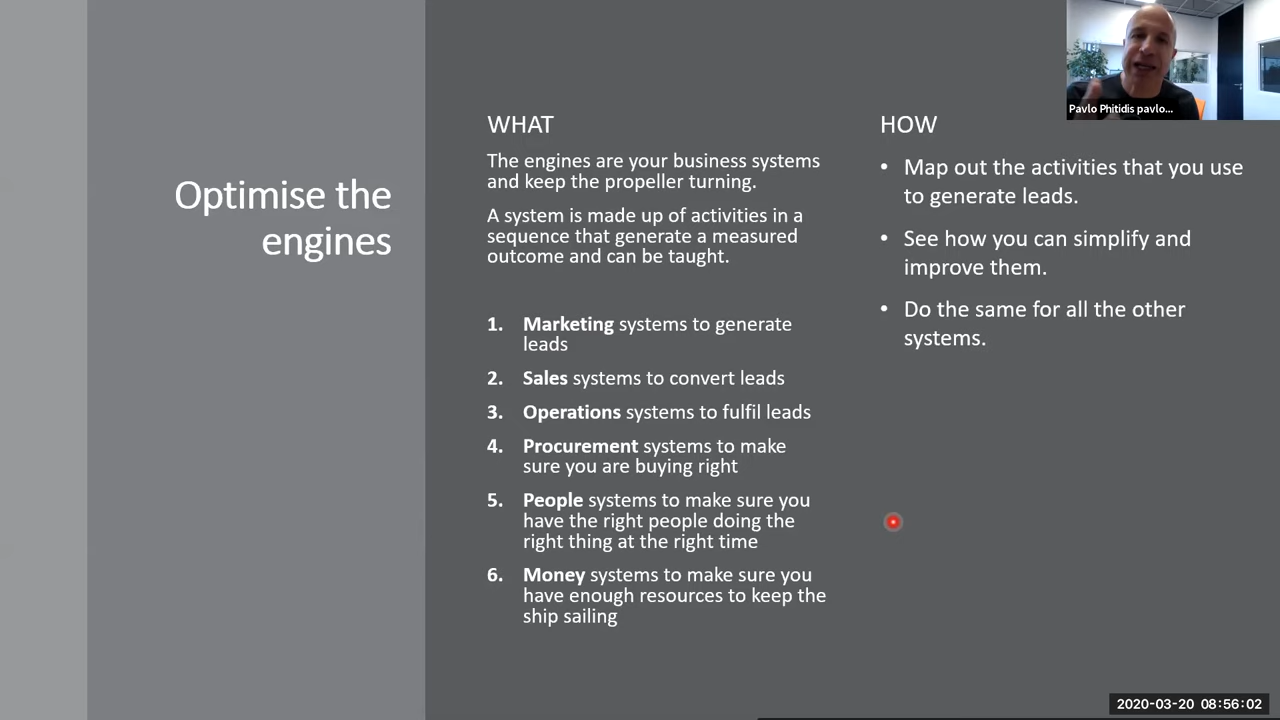 Optimise the
engines
WHAT
The engines are your business systems
and keep the propeller turning.
A system is made up of activities in a
sequence that generate a measured
outcome and can be taught.
1. Marketing systems to generate
leads
2. Sales systems to convert leads
3. Operations systems to fulfil leads
4. Procurement systems to make
sure you are buying right
5. People systems to make sure you
have the right people doing the
right thing at the right time
6. Money systems to make sure you
have enough resources to keep the
ship sailing
HOW
• Map out the activities that you use
to generate leads.
• See how you can simplify and
improve them.
• Do the same for all the other
systems.
Pavlo Phitidis pavlo...
2020-03-20 08:56:02